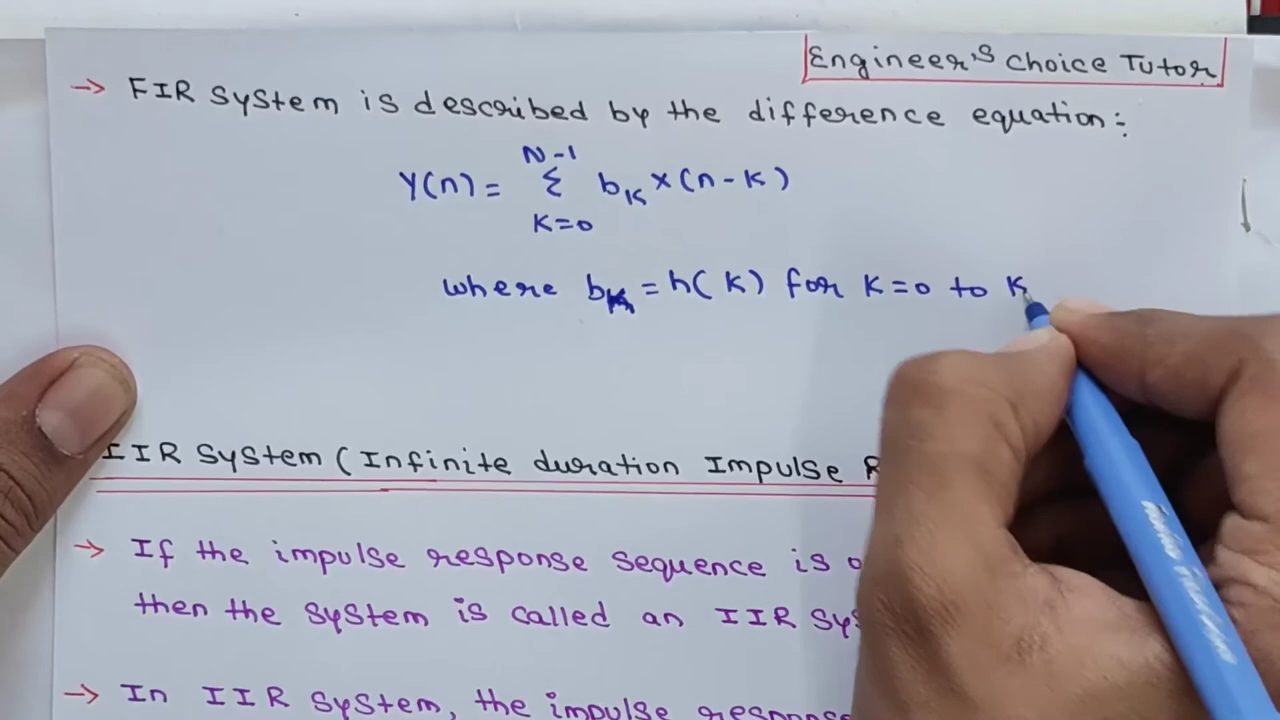 Engineer's choice Tutor
→ FIR system is described by the difference equation:-
N-1
Y(n) = Σ bK x(n-K)
K=0
where bK = h(K) for K=0 to K
IIR system (Infinite duration Impulse R
→ If the impulse response sequence is o
then the system is called an IIR sys
→ In IIR system, the impulse response